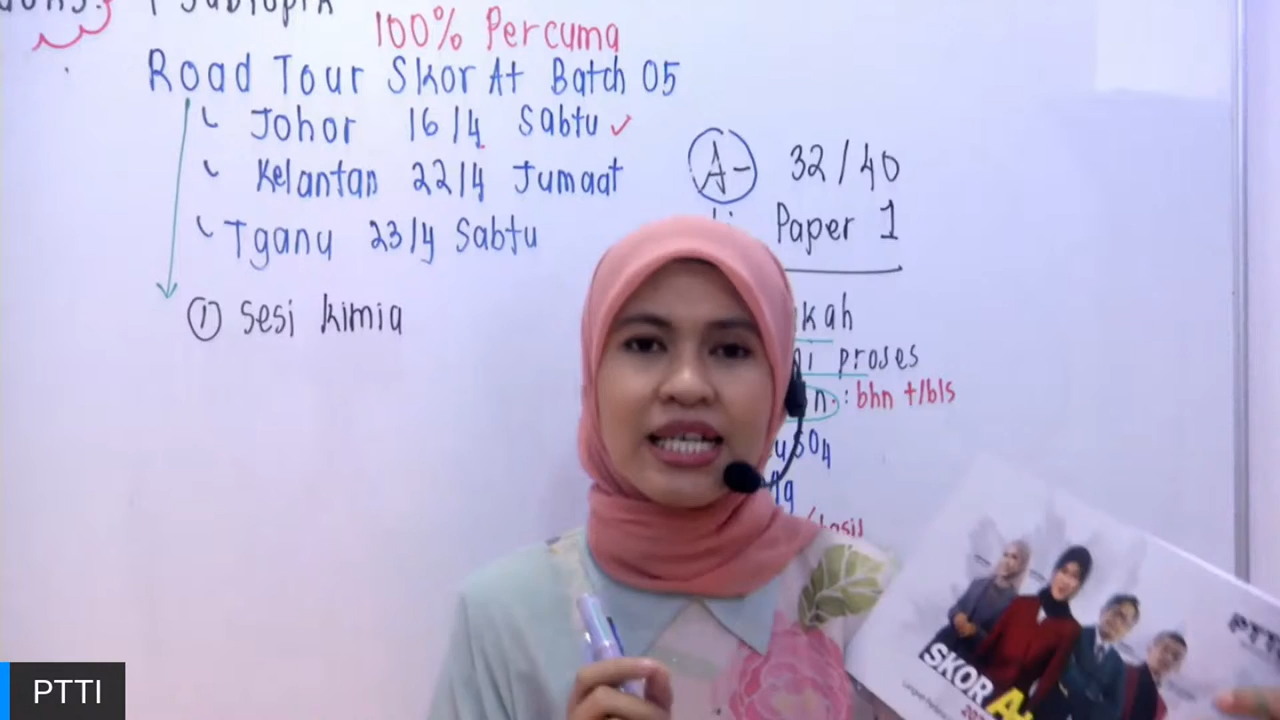 100% Percuma
Road Tour Skor A+ Batch 05
Johor 16/4 Sabtu ✓
Kelantan 22/4 Jumaat
Tganu 23/4 Sabtu
① Sesi kimia
A- 32/40
Paper 1
kah
proses
n.: bhn +/bls
SO4
SKOR A+
PTTI